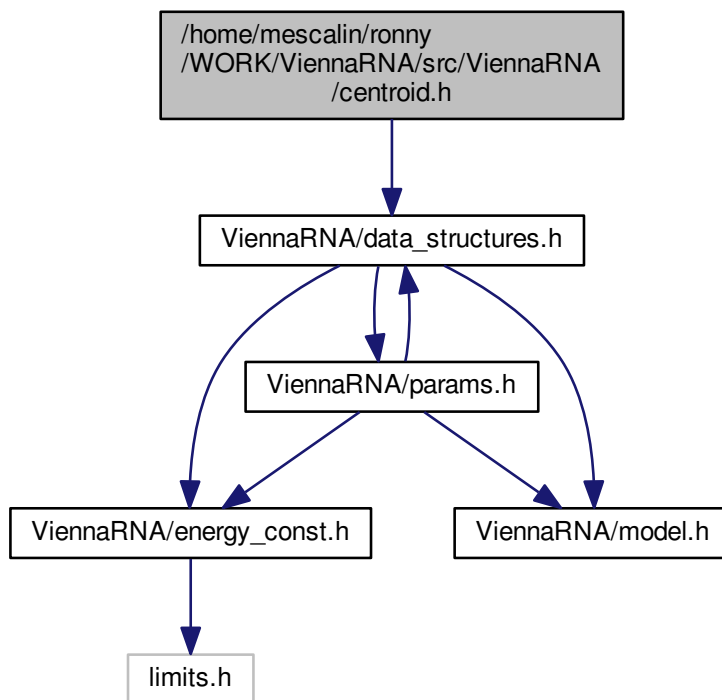 /home/mescalin/ronny
/WORK/ViennaRNA/src/ViennaRNA
/centroid.h
ViennaRNA/data_structures.h
ViennaRNA/params.h
ViennaRNA/energy_const.h
ViennaRNA/model.h
limits.h